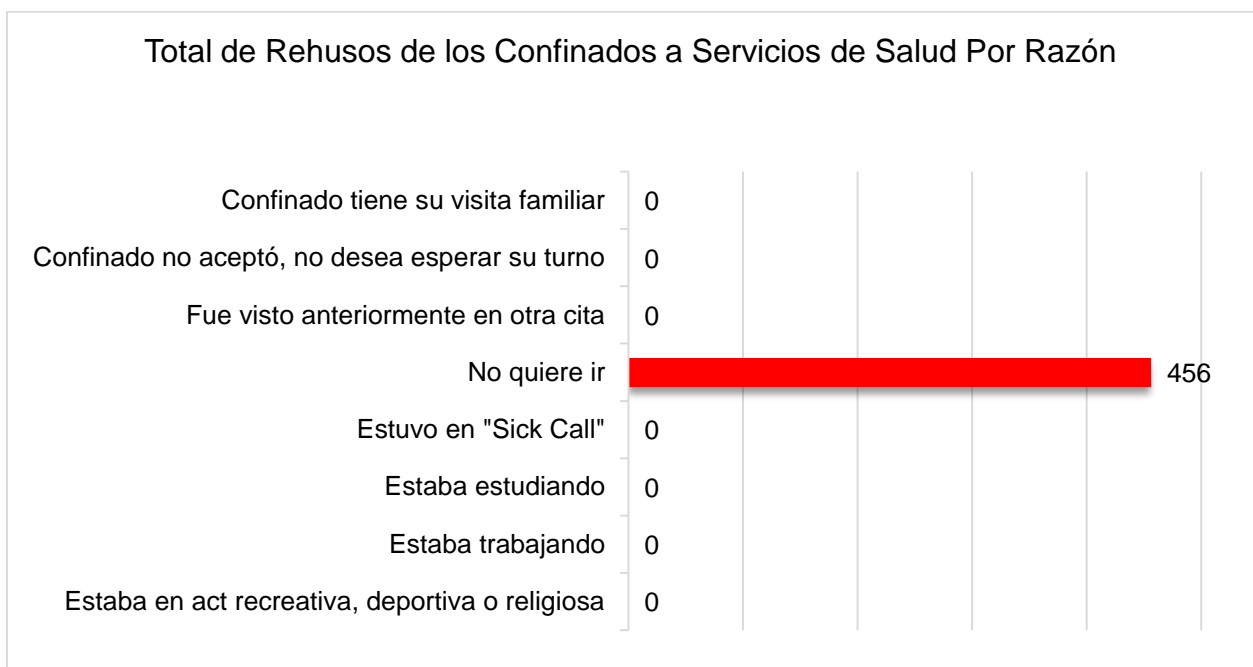 Total de Rehusos de los Confinados a Servicios de Salud Por Razón
Confinado tiene su visita familiar 0
Confinado no aceptó, no desea esperar su turno 0
Fue visto anteriormente en otra cita 0
No quiere ir 456
Estuvo en "Sick Call" 0
Estaba estudiando 0
Estaba trabajando 0
Estaba en act recreativa, deportiva o religiosa 0